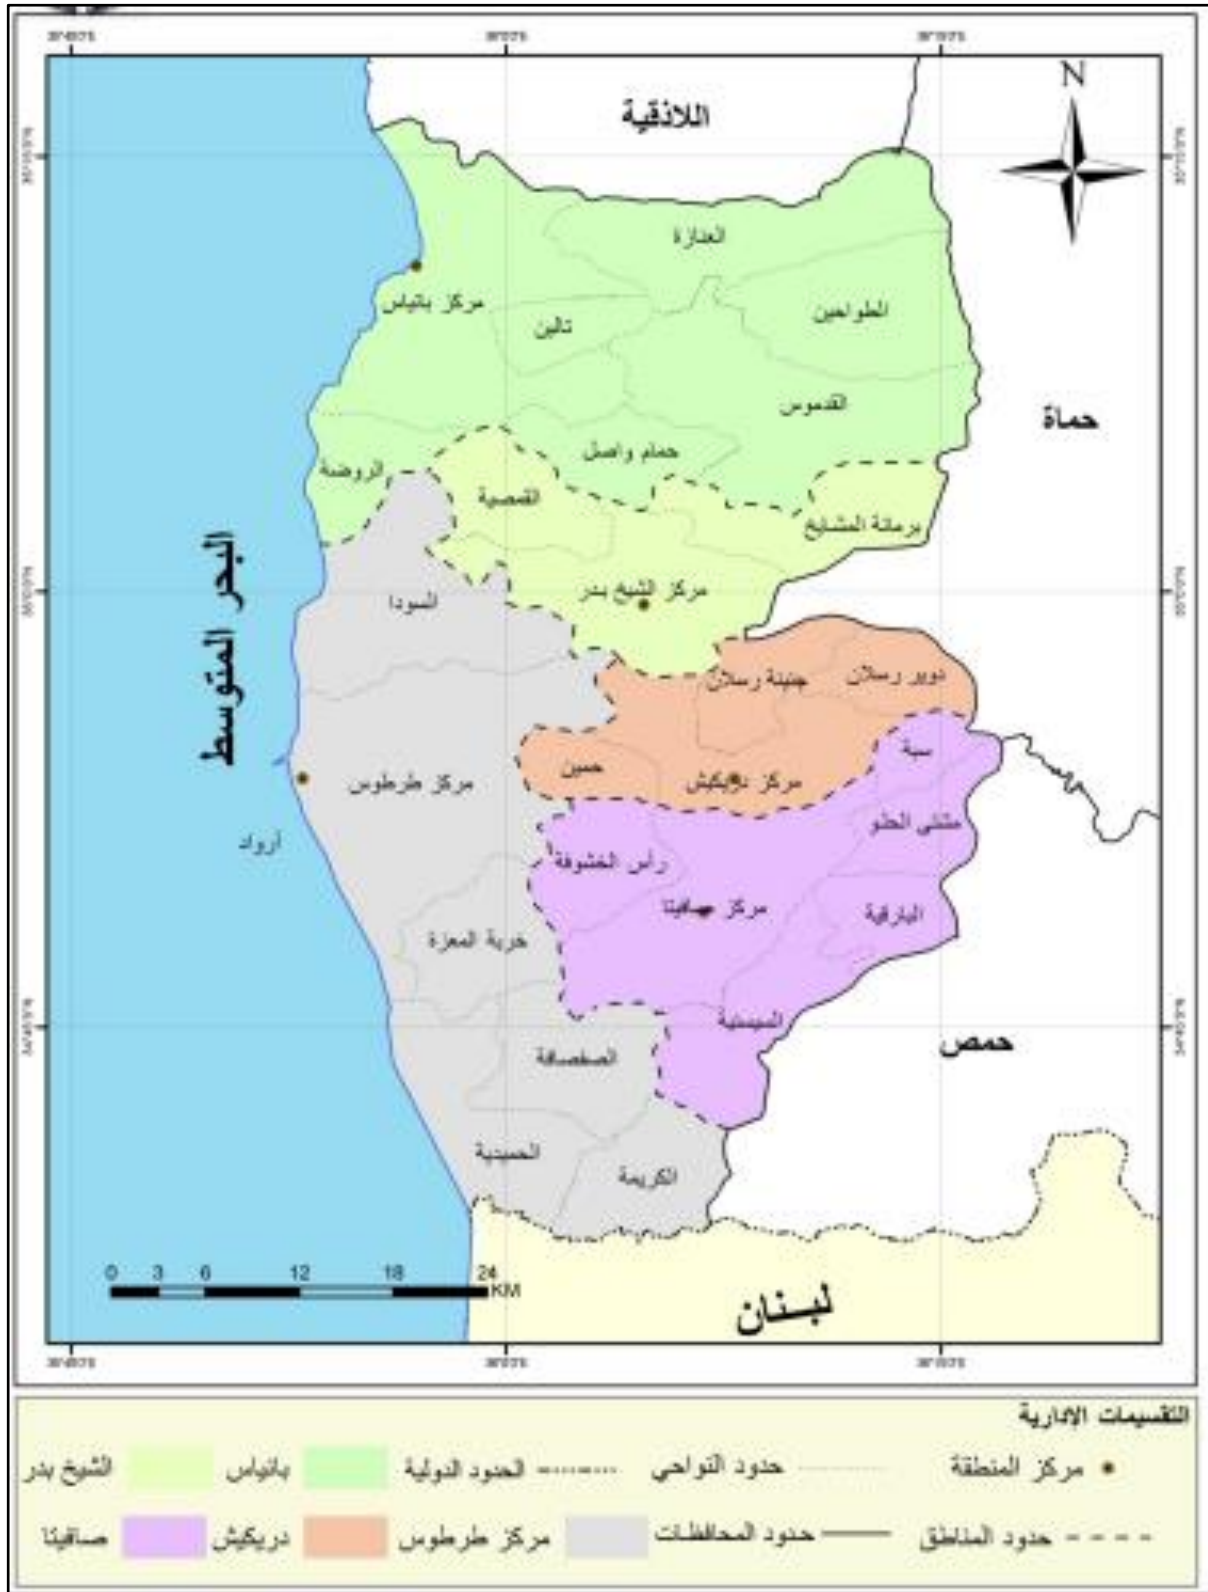 اللاذقية
N
العنازة
مركز بانياس
تالين
الطواحين
القدموس
حماة
حمام واصل
الروضة
القمصية
برمانة المشايخ
البحر المتوسط
السودا
مركز الشيخ بدر
جنينة رسلان
دوير رسلان
سبة
حمين
مركز دريكيش
مركز طرطوس
أرواد
مشتى الحلو
رأس الخشوفة
مركز صافيتا
البارقية
خربة المعزة
السيسنية
حمص
الصفصافة
الحميدية
الكريمة
0 3 6 12 18 24
KM
لبنان
التقسيمات الإدارية
مركز المنطقة
حدود النواحي
الحدود الدولية
بانياس
الشيخ بدر
حدود المناطق
حدود المحافظات
مركز طرطوس
دريكيش
صافيتا